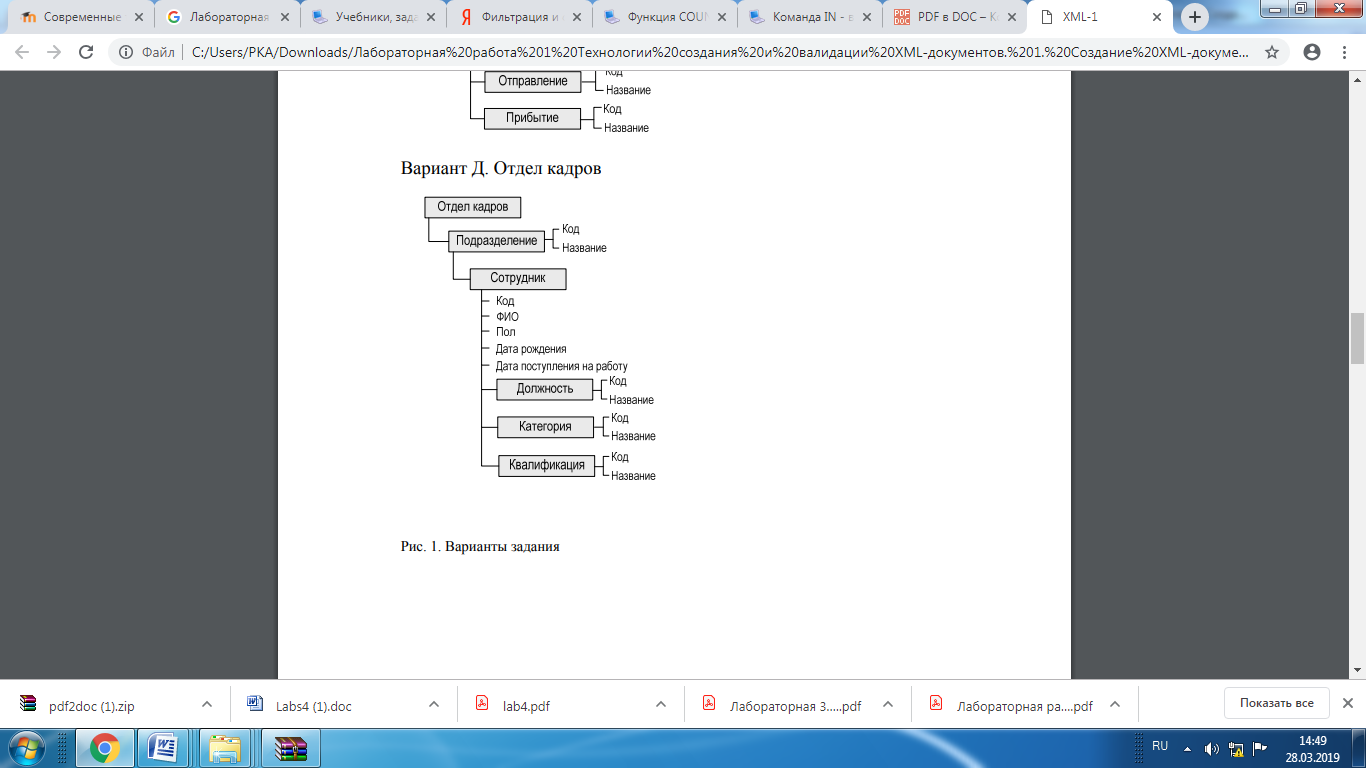 Современные
Лабораторная
Учебники, зада
Фильтрация и
Функция COUN
Команда IN - в
PDF в DOC – К
XML-1
Файл
C:/Users/PKA/Downloads/Лабораторная%20работа%201%20Технологии%20создания%20и%20валидации%20XML-документов.%201.%20Создание%20XML-докуме...
Отправление
Код
Название
Прибытие
Код
Название
Вариант Д. Отдел кадров
Отдел кадров
Подразделение
Код
Название
Сотрудник
Код
ФИО
Пол
Дата рождения
Дата поступления на работу
Должность
Код
Название
Категория
Код
Название
Квалификация
Код
Название
Рис. 1. Варианты задания
pdf2doc (1).zip
Labs4 (1).doc
lab4.pdf
Лабораторная 3.....pdf
Лабораторная ра....pdf
Показать все
RU
14:49
28.03.2019